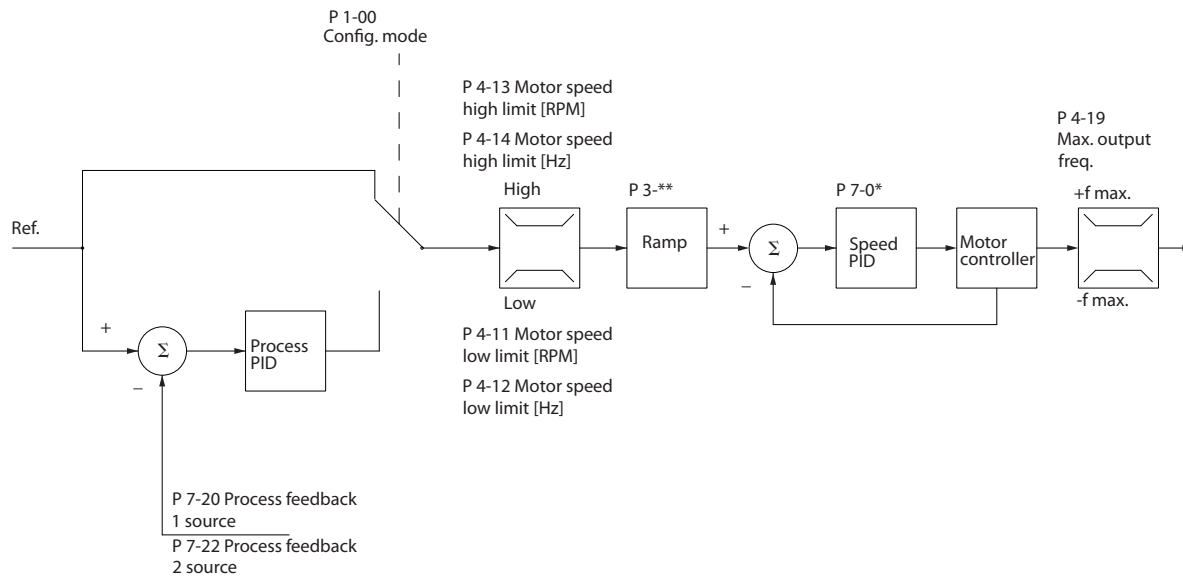 P 1-00
Config. mode
P 4-13 Motor speed
high limit [RPM]
P 4-14 Motor speed
high limit [Hz]
P 4-19
Max. output
freq.
High
P 3-**
P 7-0*
+f max.
Ref.
+
Ramp
Σ
Speed
PID
Motor
controller
−
Low
-f max.
+
Σ
Process
PID
−
P 4-11 Motor speed
low limit [RPM]
P 4-12 Motor speed
low limit [Hz]
P 7-20 Process feedback
1 source
P 7-22 Process feedback
2 source